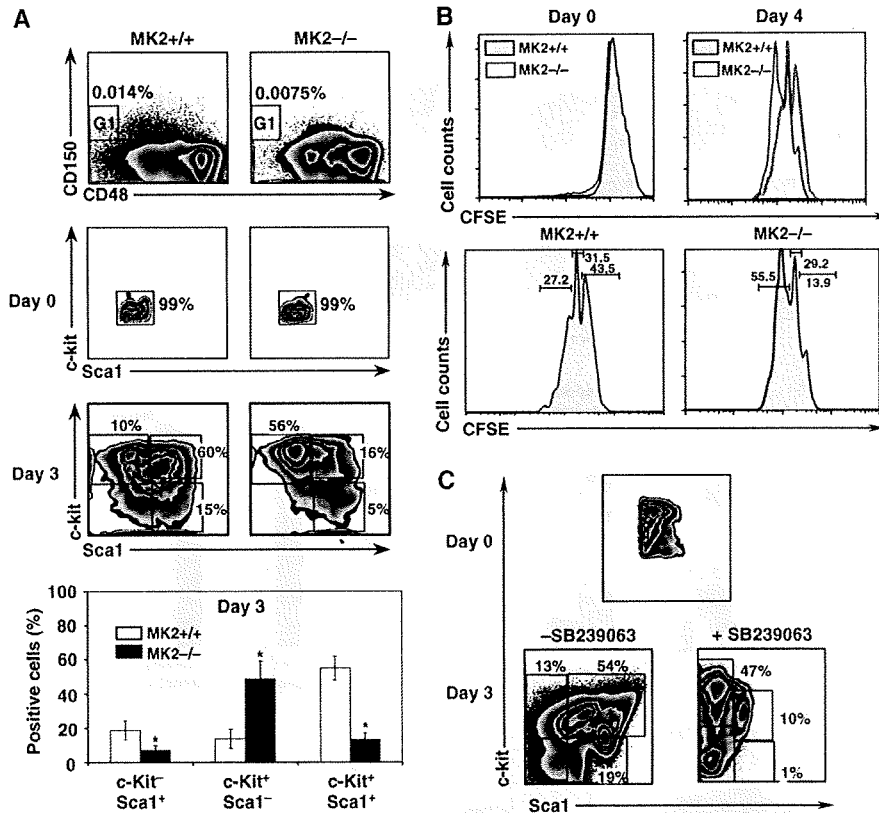 A
MK2+/+
MK2–/–
0.014%
G1
0.0075%
G1
CD150
CD48
Day 0
99%
99%
c-kit
Sca1
Day 3
10%
60%
15%
56%
16%
5%
c-kit
Sca1
Day 3
MK2+/+
MK2–/–
Positive cells (%)
100
80
60
40
20
0
*
*
*
c-Kit⁻
Sca1⁺
c-Kit⁺
Sca1⁻
c-Kit⁺
Sca1⁺
B
Day 0
Day 4
MK2+/+
MK2–/–
MK2+/+
MK2–/–
Cell counts
CFSE
MK2+/+
MK2–/–
27.2
31.5
43.5
55.5
29.2
13.9
Cell counts
CFSE
C
Day 0
–SB239063
+ SB239063
Day 3
13%
54%
19%
47%
10%
1%
c-kit
Sca1